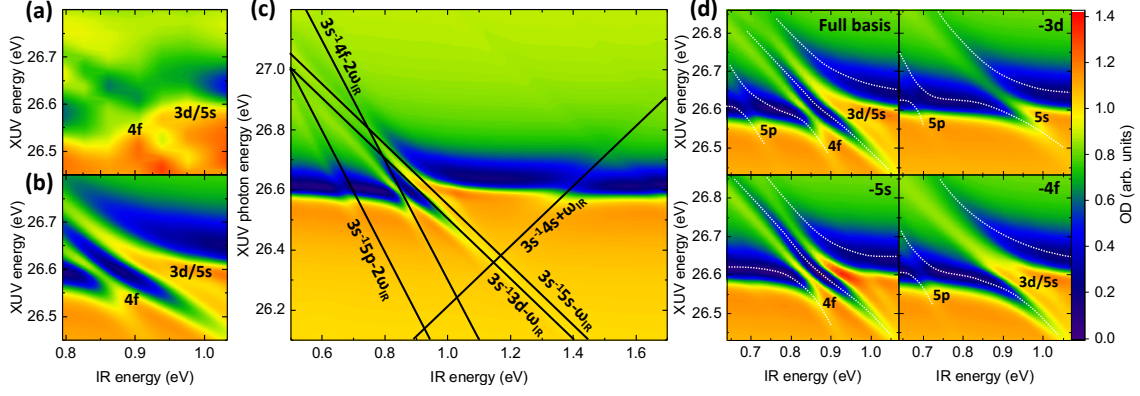 (a)
XUV energy (eV)
26.7
26.6
26.5
4f
3d/5s
(b)
XUV energy (eV)
26.7
26.6
26.5
4f
3d/5s
0.8
0.9
1.0
IR energy (eV)
(c)
XUV photon energy (eV)
27.0
26.8
26.6
26.4
26.2
3s⁻¹4f-2ω_IR
3s⁻¹5p-2ω_IR
3s⁻¹3d-ω_IR
3s⁻¹5s-ω_IR
3s⁻¹4s+ω_IR
0.6
0.8
1.0
1.2
1.4
1.6
IR energy (eV)
(d)
XUV energy (eV)
26.8
26.7
26.6
26.5
Full basis
5p
4f
3d/5s
-3d
5p
5s
XUV energy (eV)
26.8
26.7
26.6
26.5
-5s
4f
-4f
5p
3d/5s
0.7
0.8
0.9
1.0
0.7
0.8
0.9
1.0
IR energy (eV)
IR energy (eV)
1.4
1.2
1.0
0.8
0.6
0.4
0.2
0.0
OD (arb. units)